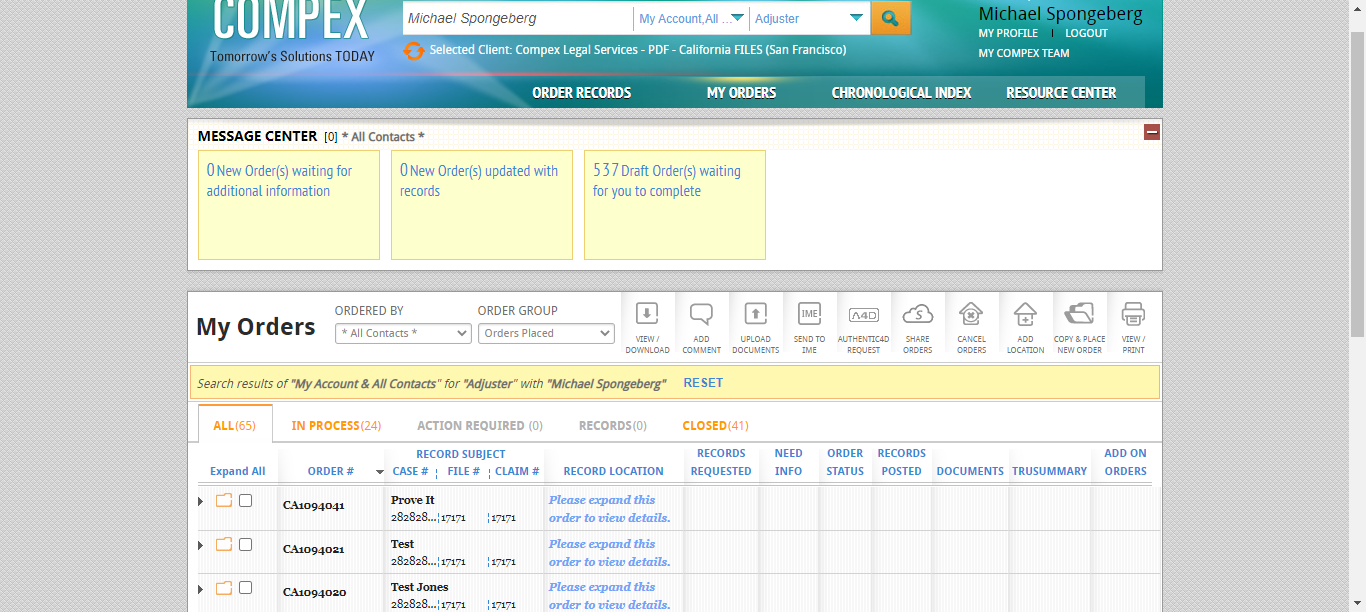 COMPEX
Tomorrow's Solutions TODAY
Michael Spongeberg
My Account,All ...
Adjuster
Selected Client: Compex Legal Services - PDF - California FILES (San Francisco)
Michael Spongeberg
MY PROFILE | LOGOUT
MY COMPEX TEAM
ORDER RECORDS
MY ORDERS
CHRONOLOGICAL INDEX
RESOURCE CENTER
MESSAGE CENTER [0] * All Contacts *
0 New Order(s) waiting for
additional information
0 New Order(s) updated with
records
537 Draft Order(s) waiting
for you to complete
My Orders
ORDERED BY
* All Contacts *
ORDER GROUP
Orders Placed
VIEW /
DOWNLOAD
ADD
COMMENT
UPLOAD
DOCUMENTS
IME
SEND TO
IME
A4D
AUTHENTIC4D
REQUEST
S
SHARE
ORDERS
CANCEL
ORDERS
ADD
LOCATION
COPY & PLACE
NEW ORDER
VIEW /
PRINT
Search results of "My Account & All Contacts" for "Adjuster" with "Michael Spongeberg" RESET
ALL(65)
IN PROCESS(24)
ACTION REQUIRED (0)
RECORDS(0)
CLOSED(41)
Expand All
ORDER #
RECORD SUBJECT
CASE # ¦ FILE # ¦ CLAIM #
RECORD LOCATION
RECORDS
REQUESTED
NEED
INFO
ORDER
STATUS
RECORDS
POSTED
DOCUMENTS
TRUSUMMARY
ADD ON
ORDERS
CA1094041
Prove It
282828...¦17171 ¦17171
Please expand this
order to view details.
CA1094021
Test
282828...¦17171 ¦17171
Please expand this
order to view details.
CA1094020
Test Jones
282828...¦17171 ¦17171
Please expand this
order to view details.